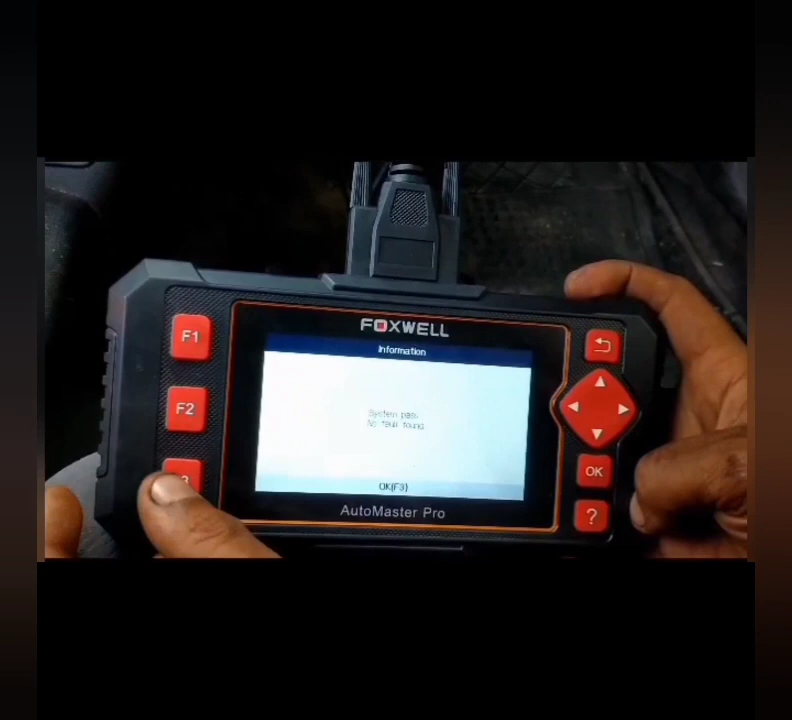 FOXWELL
Information
F1
F2
System pass.
No fault found.
OK(F3)
OK
?
AutoMaster Pro